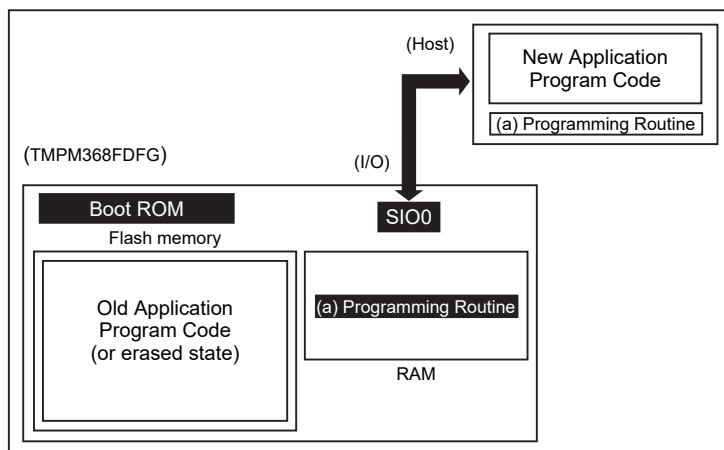 (Host)
New Application
Program Code
(a) Programming Routine
(TMPM368FDFG)
(I/O)
Boot ROM
SIO0
Flash memory
Old Application
Program Code
(or erased state)
(a) Programming Routine
RAM